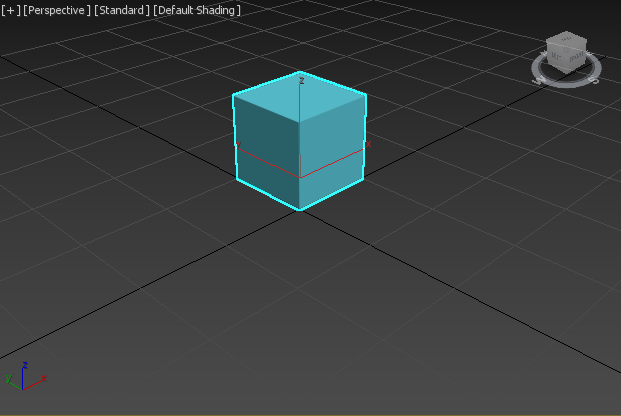 [+] [Perspective] [Standard] [Default Shading]
z
y x
z
y x